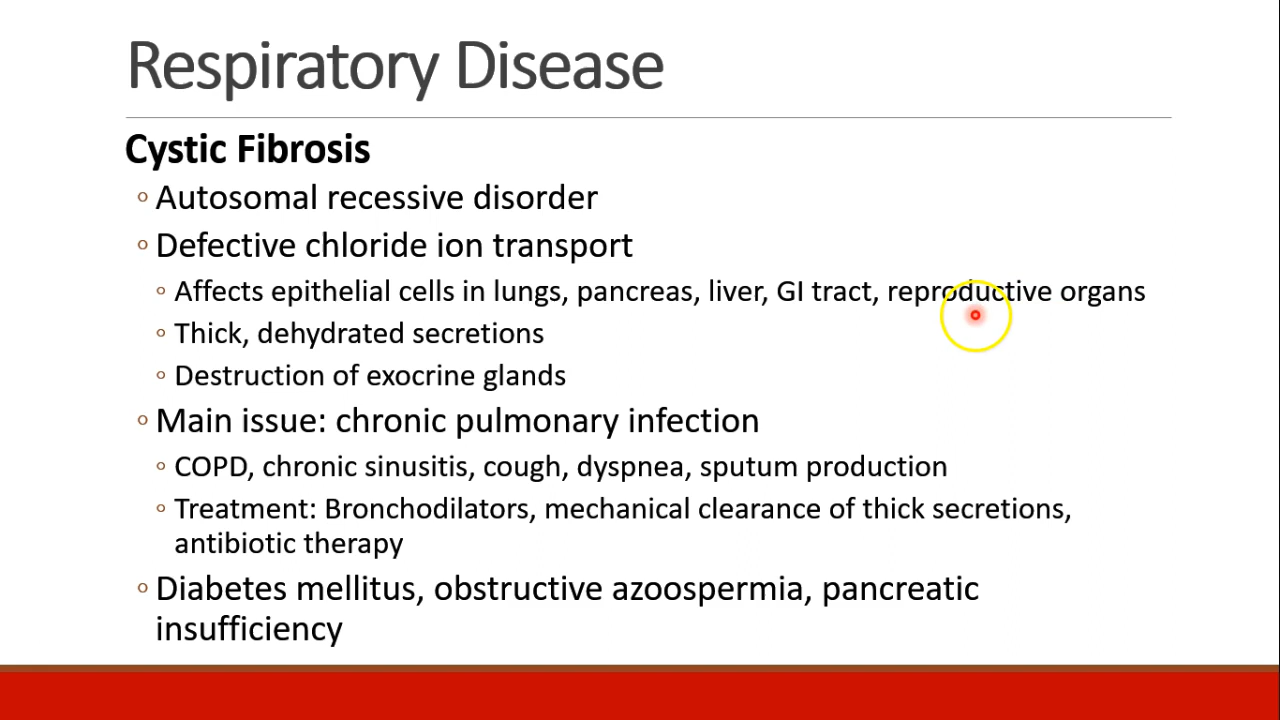 Respiratory Disease
Cystic Fibrosis
◦ Autosomal recessive disorder
◦ Defective chloride ion transport
◦ Affects epithelial cells in lungs, pancreas, liver, GI tract, reproductive organs
◦ Thick, dehydrated secretions
◦ Destruction of exocrine glands
◦ Main issue: chronic pulmonary infection
◦ COPD, chronic sinusitis, cough, dyspnea, sputum production
◦ Treatment: Bronchodilators, mechanical clearance of thick secretions,
antibiotic therapy
◦ Diabetes mellitus, obstructive azoospermia, pancreatic
insufficiency